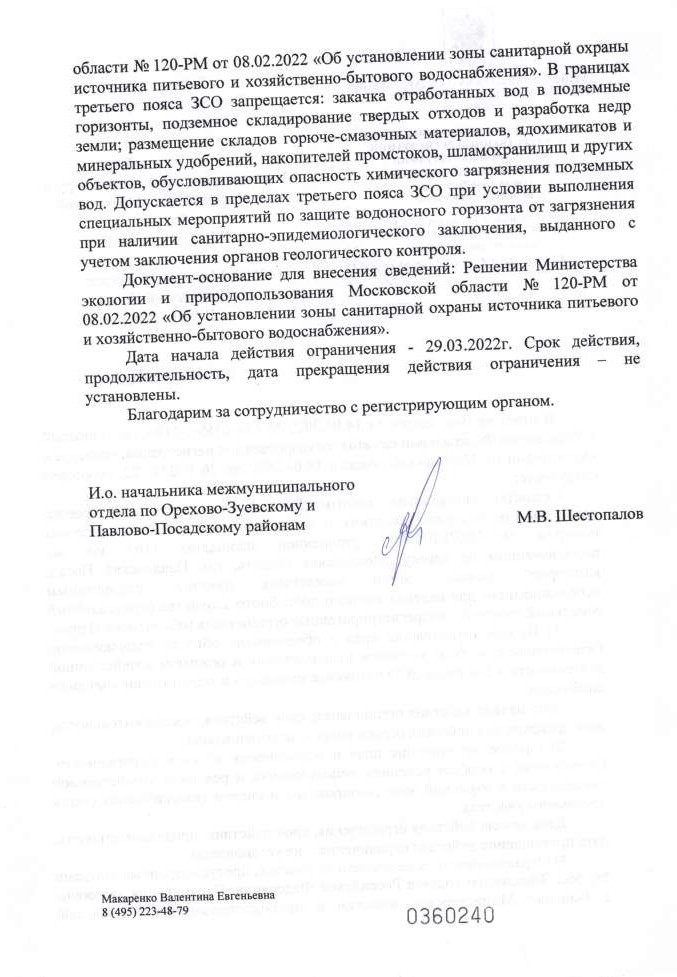 области № 120-РМ от 08.02.2022 «Об установлении зоны санитарной охраны
источника питьевого и хозяйственно-бытового водоснабжения». В границах
третьего пояса ЗСО запрещается: закачка отработанных вод в подземные
горизонты, подземное складирование твердых отходов и разработка недр
земли; размещение складов горюче-смазочных материалов, ядохимикатов и
минеральных удобрений, накопителей промстоков, шламохранилищ и других
объектов, обусловливающих опасность химического загрязнения подземных
вод. Допускается в пределах третьего пояса ЗСО при условии выполнения
специальных мероприятий по защите водоносного горизонта от загрязнения
при наличии санитарно-эпидемиологического заключения, выданного с
учетом заключения органов геологического контроля.
Документ-основание для внесения сведений: Решении Министерства
экологии и природопользования Московской области № 120-РМ от
08.02.2022 «Об установлении зоны санитарной охраны источника питьевого
и хозяйственно-бытового водоснабжения».
Дата начала действия ограничения - 29.03.2022г. Срок действия,
продолжительность, дата прекращения действия ограничения – не
установлены.
Благодарим за сотрудничество с регистрирующим органом.
И.о. начальника межмуниципального
отдела по Орехово-Зуевскому и
Павлово-Посадскому районам
М.В. Шестопалов
Макаренко Валентина Евгеньевна
8 (495) 223-48-79
0360240